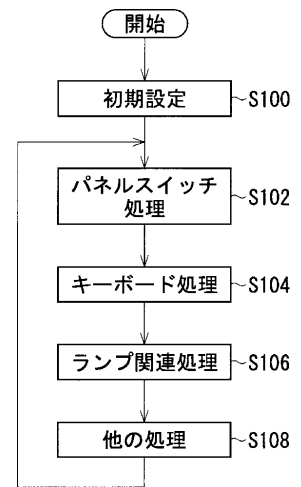 開始
初期設定
S100
パネルスイッチ
処理
S102
キーボード処理
S104
ランプ関連処理
S106
他の処理
S108